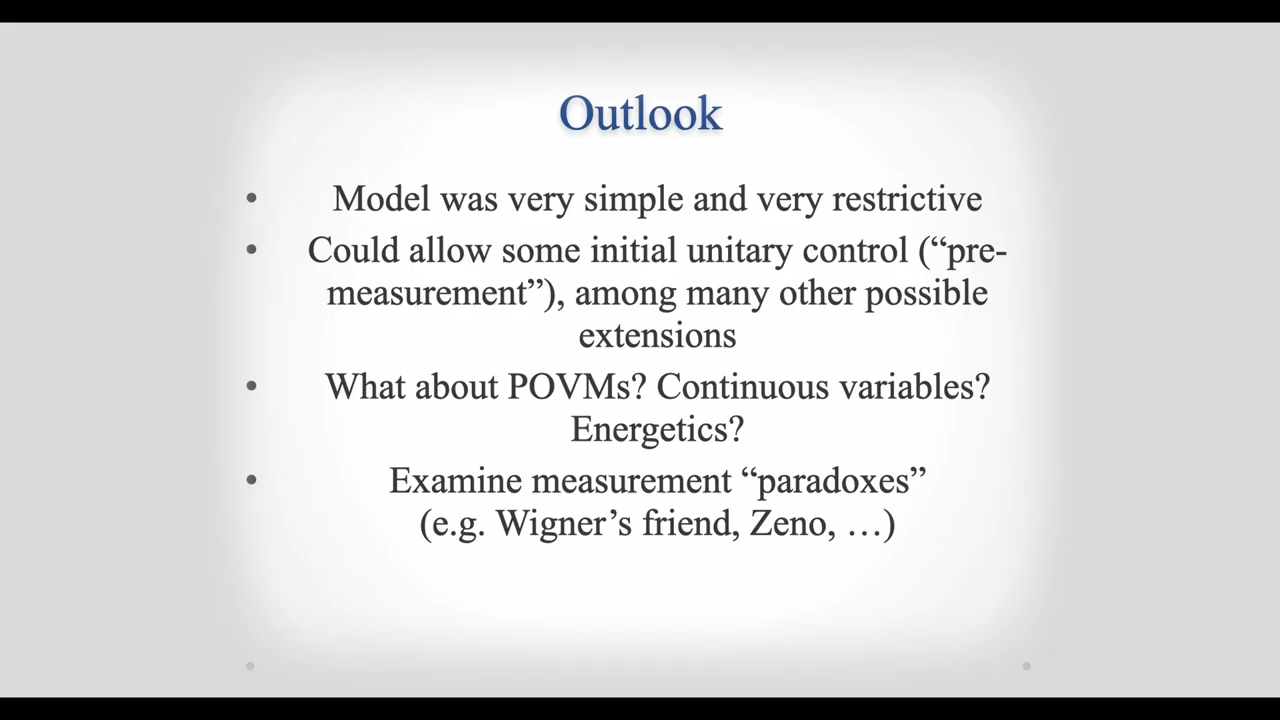 Outlook
• Model was very simple and very restrictive
• Could allow some initial unitary control (“pre-
measurement”), among many other possible
extensions
• What about POVMs? Continuous variables?
Energetics?
• Examine measurement “paradoxes”
(e.g. Wigner’s friend, Zeno, …)